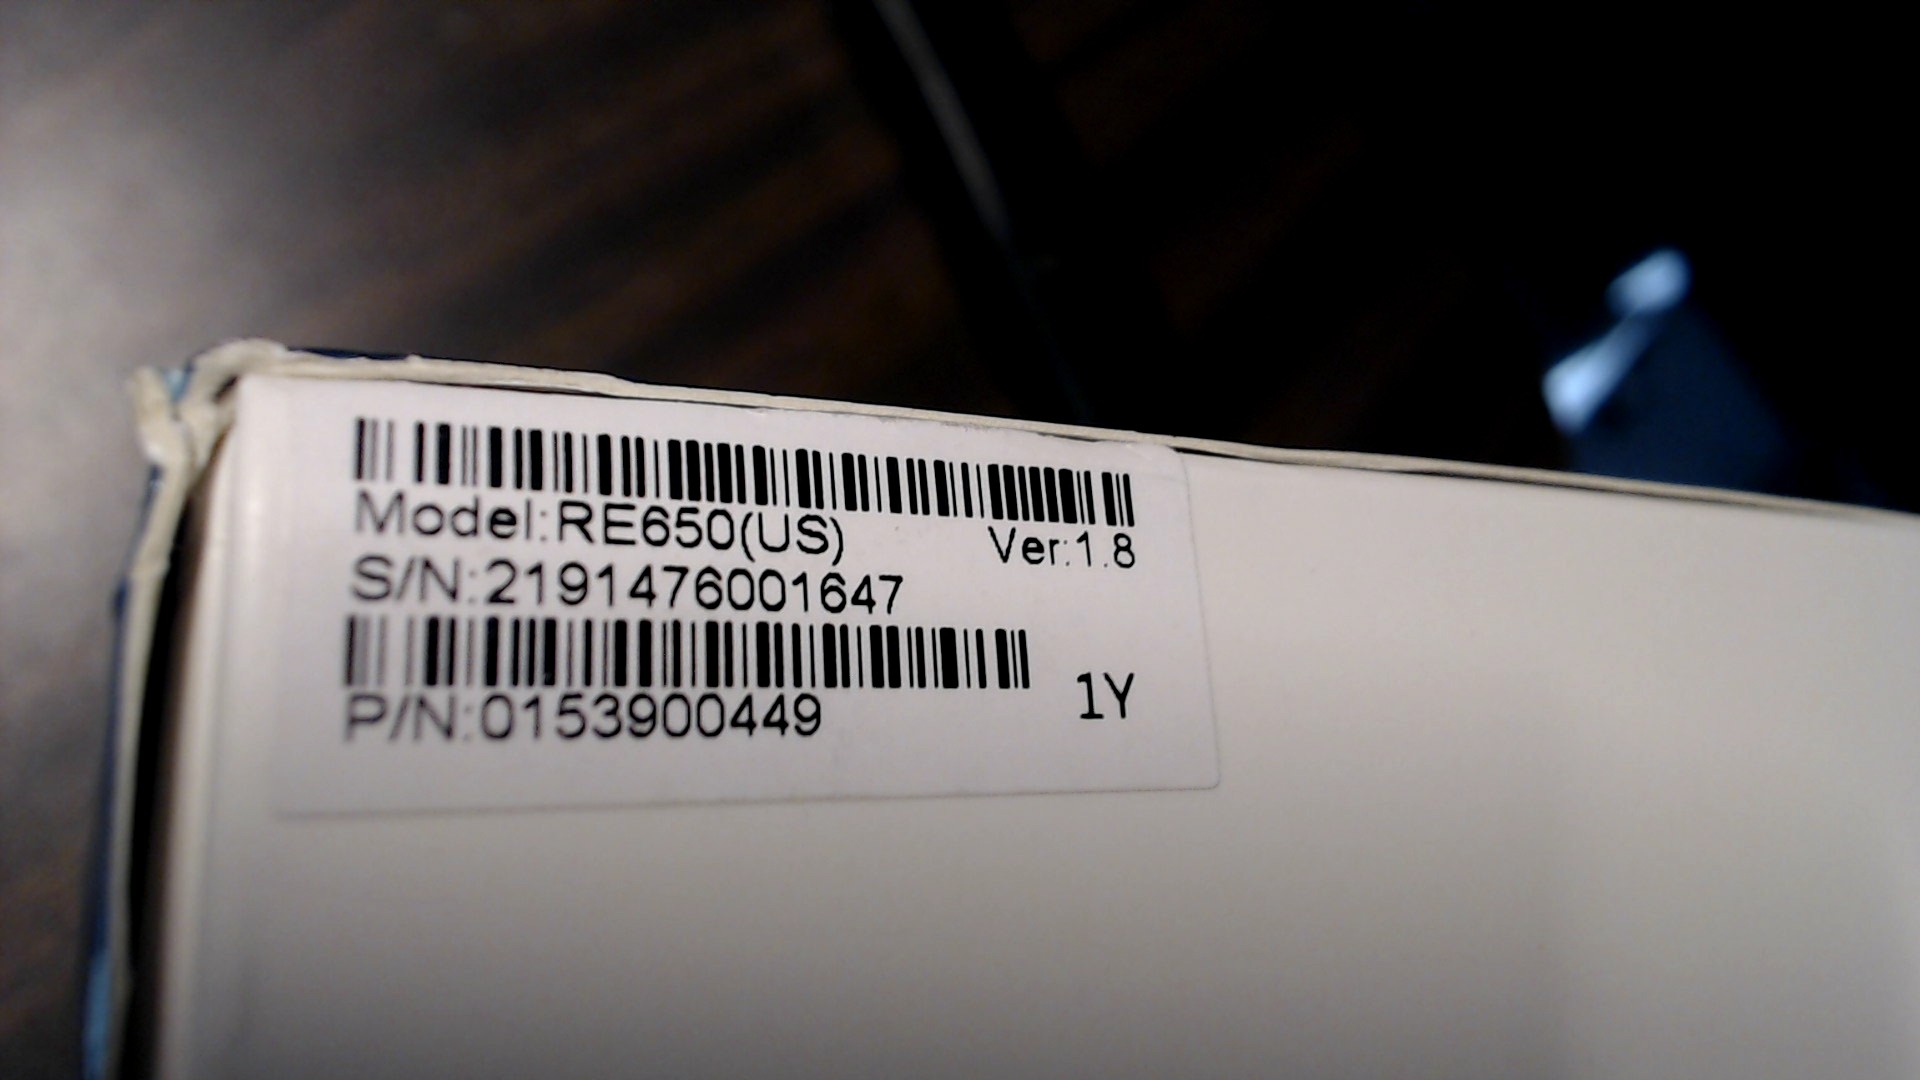 Model:RE650(US) Ver:1.8
S/N:2191476001647
P/N:0153900449 1Y